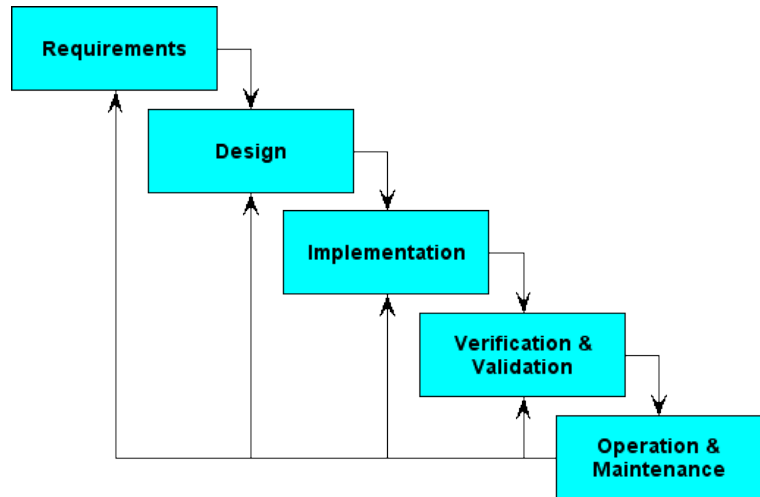 Requirements
Design
Implementation
Verification &
Validation
Operation &
Maintenance